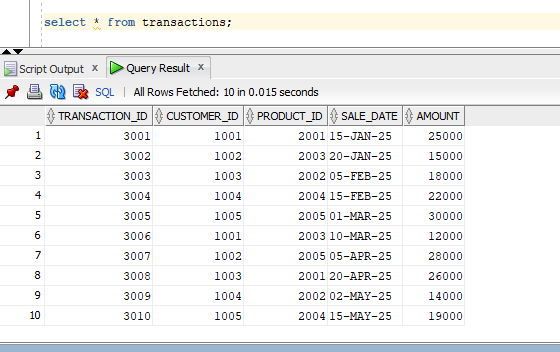 select * from transactions;
Script Output x Query Result x
SQL | All Rows Fetched: 10 in 0.015 seconds
TRANSACTION_ID CUSTOMER_ID PRODUCT_ID SALE_DATE AMOUNT
1 3001 1001 2001 15-JAN-25 25000
2 3002 1002 2003 20-JAN-25 15000
3 3003 1003 2002 05-FEB-25 18000
4 3004 1004 2004 15-FEB-25 22000
5 3005 1005 2005 01-MAR-25 30000
6 3006 1001 2003 10-MAR-25 12000
7 3007 1002 2005 05-APR-25 28000
8 3008 1003 2001 20-APR-25 26000
9 3009 1004 2002 02-MAY-25 14000
10 3010 1005 2004 15-MAY-25 19000